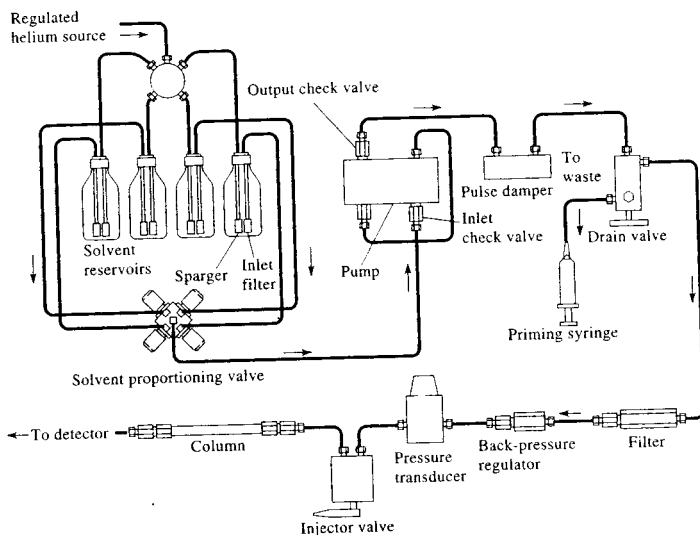 Regulated
helium source
Output check valve
To
waste
Pulse damper
Solvent
reservoirs
Sparger
Inlet
filter
Inlet
check valve
Pump
Drain valve
Priming syringe
Solvent proportioning valve
To detector
Column
Pressure
transducer
Back-pressure
regulator
Filter
Injector valve